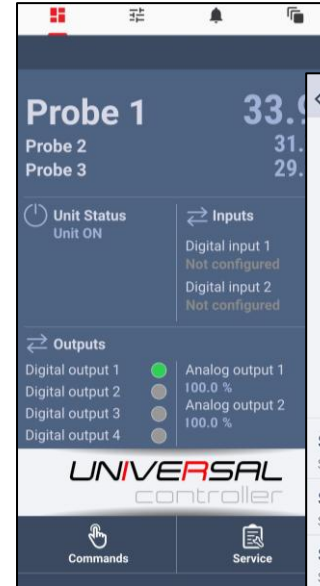 Probe 1 33.9
Probe 2 31.
Probe 3 29.
Unit Status
Unit ON
Inputs
Digital input 1
Not configured
Digital input 2
Not configured
Outputs
Digital output 1
Digital output 2
Digital output 3
Digital output 4
Analog output 1
100.0 %
Analog output 2
100.0 %
UNIVERSAL
controller
Commands
Service